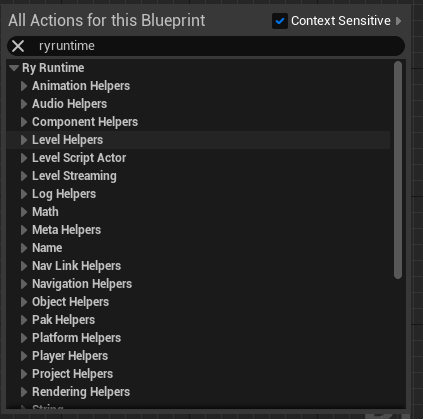 All Actions for this Blueprint
Context Sensitive
ryruntime
Ry Runtime
Animation Helpers
Audio Helpers
Component Helpers
Level Helpers
Level Script Actor
Level Streaming
Log Helpers
Math
Meta Helpers
Name
Nav Link Helpers
Navigation Helpers
Object Helpers
Pak Helpers
Platform Helpers
Player Helpers
Project Helpers
Rendering Helpers
String